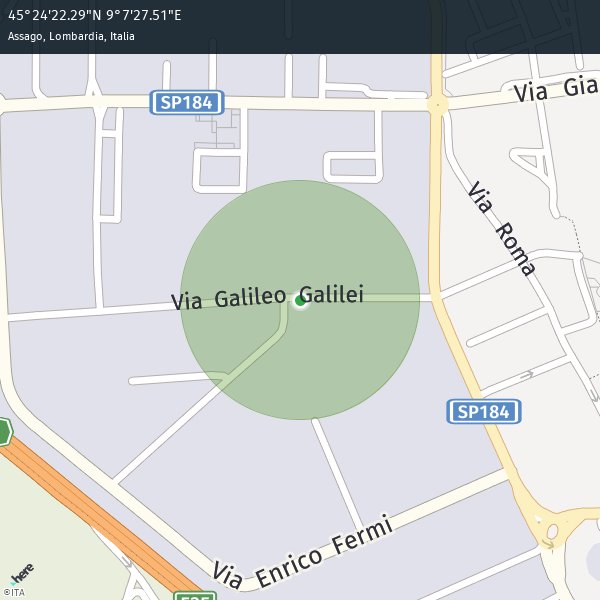 45°24'22.29"N 9°7'27.51"E
Assago, Lombardia, Italia
SP184
Via Gia
Via Roma
Via Galileo Galilei
SP184
Via Enrico Fermi
here
©ITA